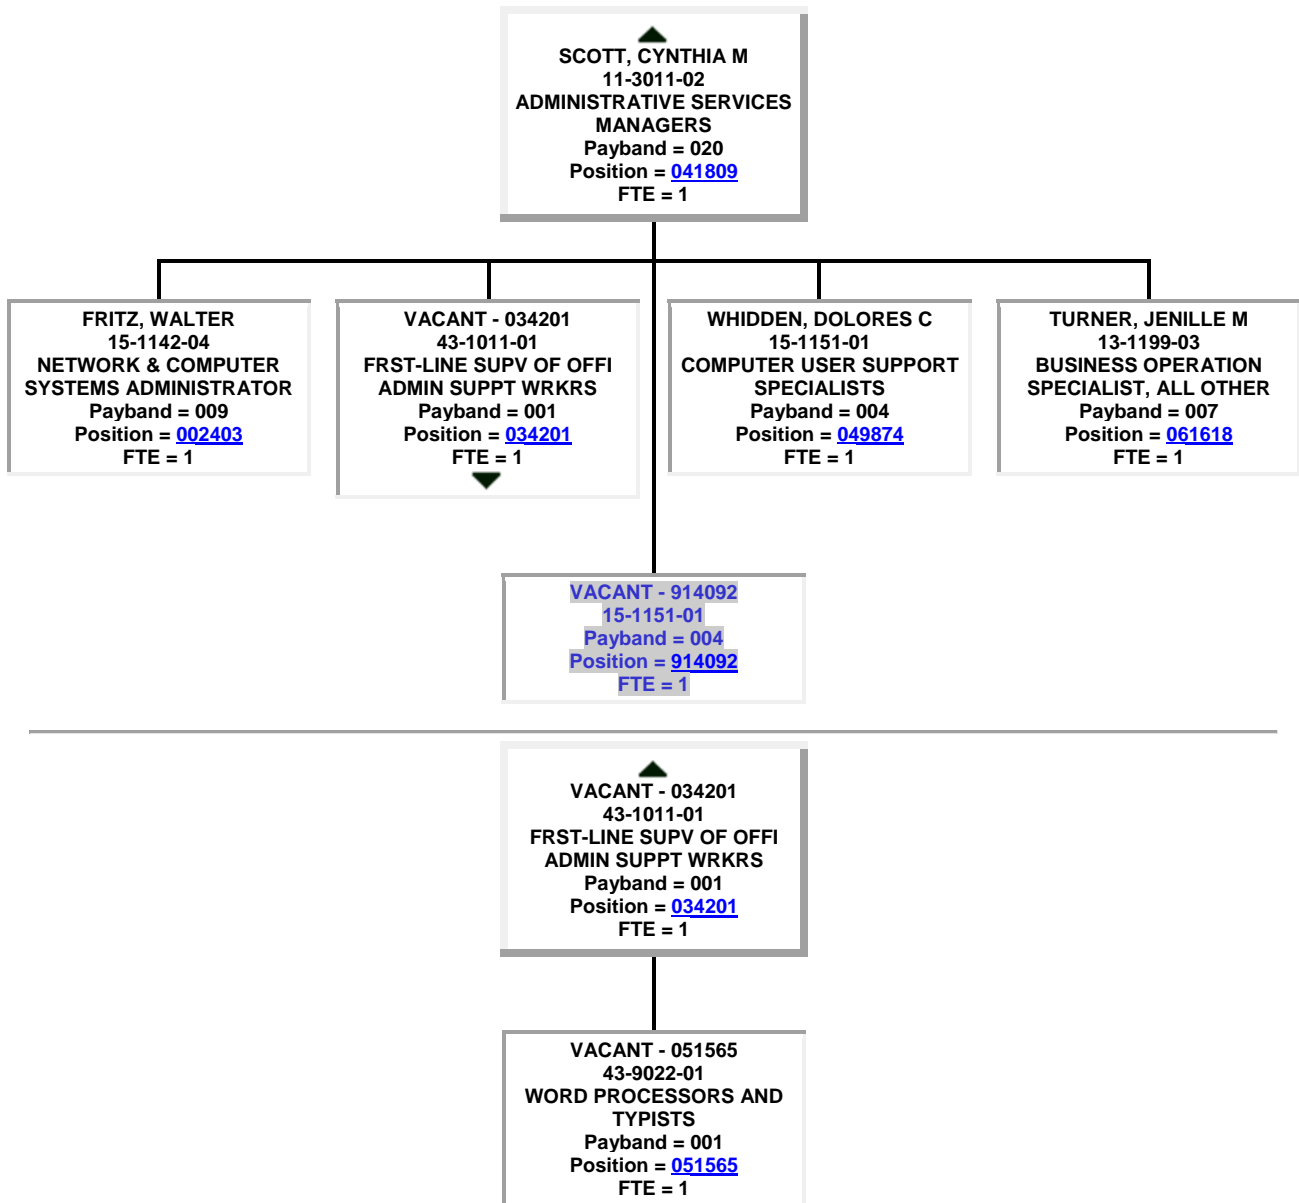 SCOTT, CYNTHIA M
11-3011-02
ADMINISTRATIVE SERVICES
MANAGERS
Payband = 020
Position = 041809
FTE = 1
FRITZ, WALTER
15-1142-04
NETWORK & COMPUTER
SYSTEMS ADMINISTRATOR
Payband = 009
Position = 002403
FTE = 1
VACANT - 034201
43-1011-01
FRST-LINE SUPV OF OFFI
ADMIN SUPPT WRKRS
Payband = 001
Position = 034201
FTE = 1
WHIDDEN, DOLORES C
15-1151-01
COMPUTER USER SUPPORT
SPECIALISTS
Payband = 004
Position = 049874
FTE = 1
TURNER, JENILLE M
13-1199-03
BUSINESS OPERATION
SPECIALIST, ALL OTHER
Payband = 007
Position = 061618
FTE = 1
VACANT - 914092
15-1151-01
Payband = 004
Position = 914092
FTE = 1
VACANT - 034201
43-1011-01
FRST-LINE SUPV OF OFFI
ADMIN SUPPT WRKRS
Payband = 001
Position = 034201
FTE = 1
VACANT - 051565
43-9022-01
WORD PROCESSORS AND
TYPISTS
Payband = 001
Position = 051565
FTE = 1